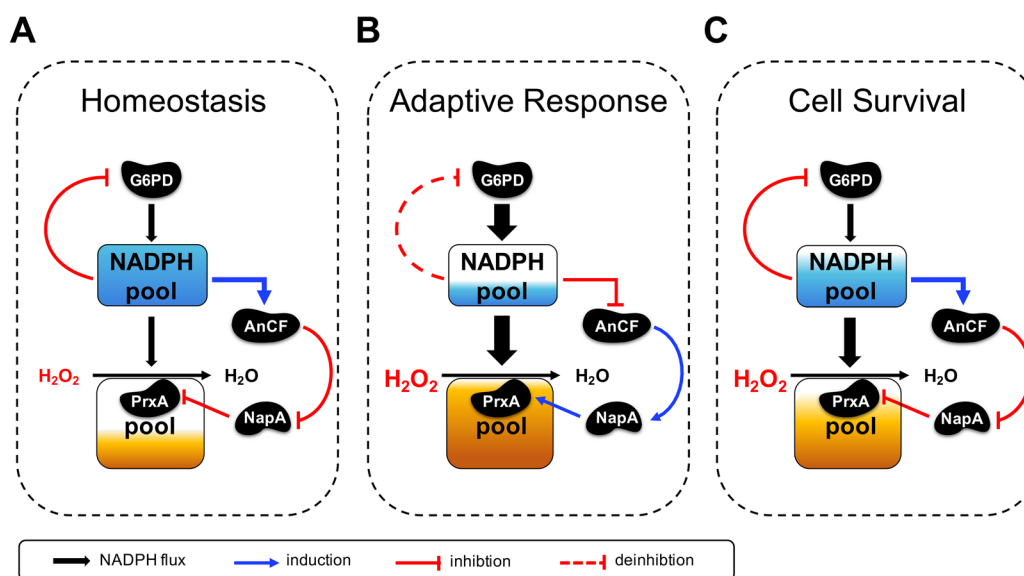 A
Homeostasis
G6PD
NADPH
pool
AnCF
H₂O₂
H₂O
PrxA
pool
NapA
B
Adaptive Response
G6PD
NADPH
pool
AnCF
H₂O₂
H₂O
PrxA
pool
NapA
C
Cell Survival
G6PD
NADPH
pool
AnCF
H₂O₂
H₂O
PrxA
pool
NapA
NADPH flux
induction
inhibtion
deinhibtion